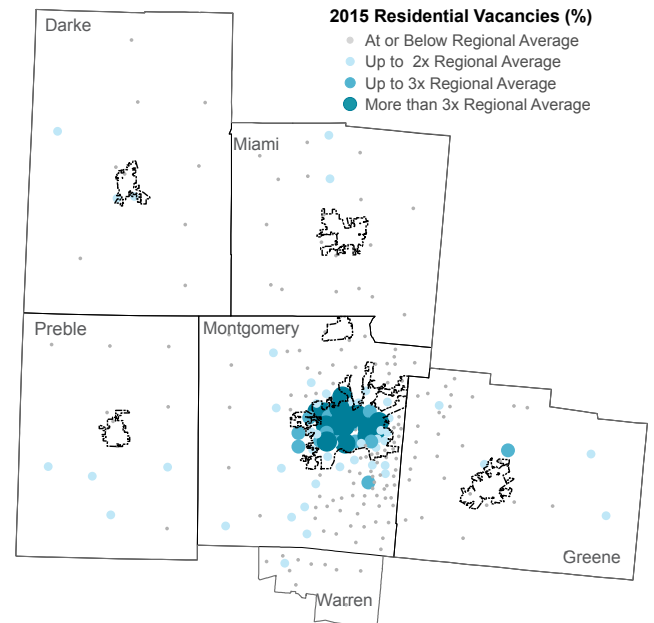 2015 Residential Vacancies (%)
At or Below Regional Average
Up to 2x Regional Average
Up to 3x Regional Average
More than 3x Regional Average
Darke
Miami
Preble
Montgomery
Greene
Warren